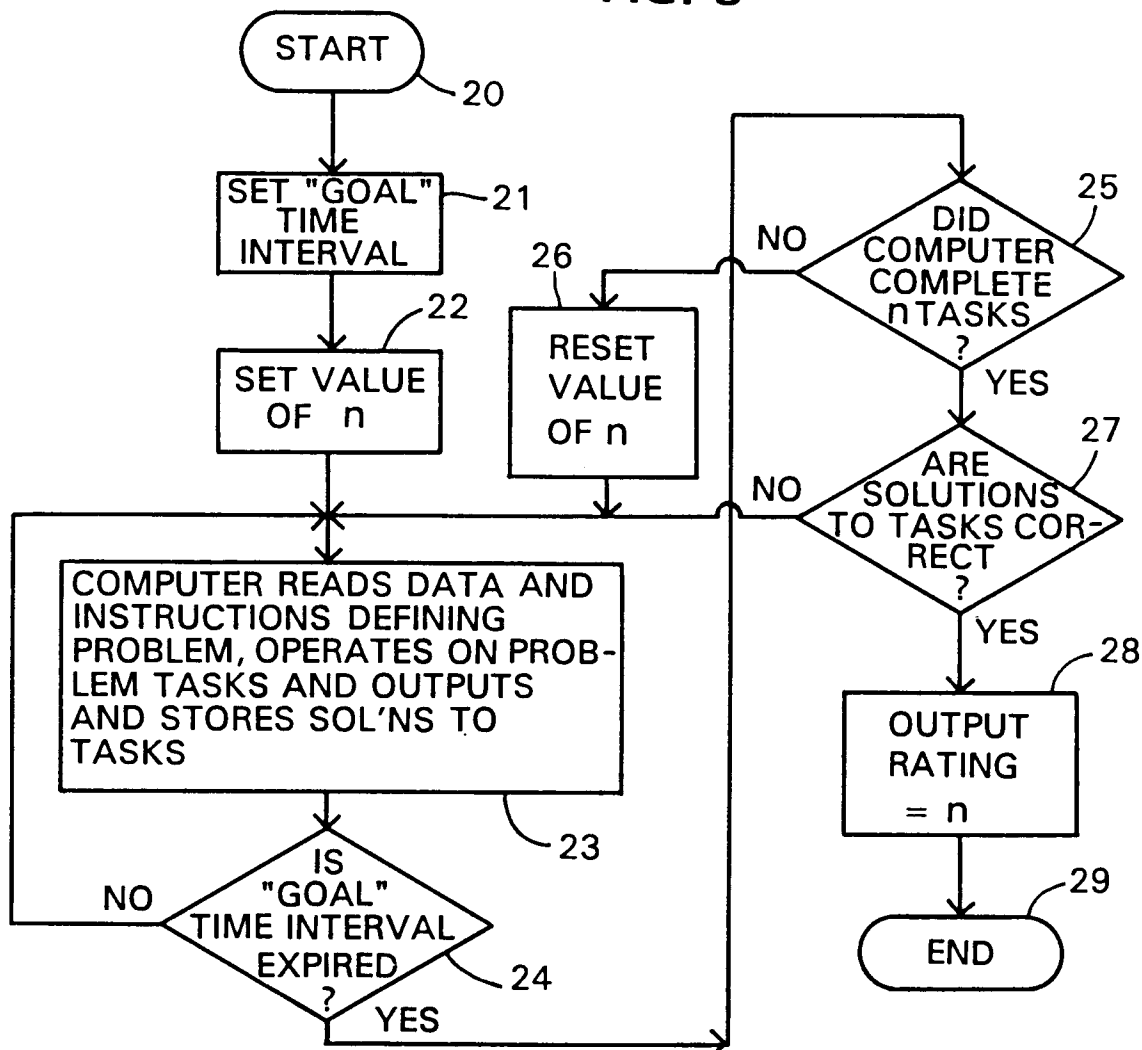 START
20
SET "GOAL"
TIME
INTERVAL
21
SET VALUE
OF n
22
COMPUTER READS DATA AND
INSTRUCTIONS DEFINING
PROBLEM, OPERATES ON PROB-
LEM TASKS AND OUTPUTS
AND STORES SOL'NS TO
TASKS
23
IS
"GOAL"
TIME INTERVAL
EXPIRED
?
24
NO
YES
DID
COMPUTER
COMPLETE
n TASKS
?
25
NO
YES
26
RESET
VALUE
OF n
ARE
SOLUTIONS
TO TASKS COR-
RECT
?
27
NO
YES
OUTPUT
RATING
= n
28
END
29